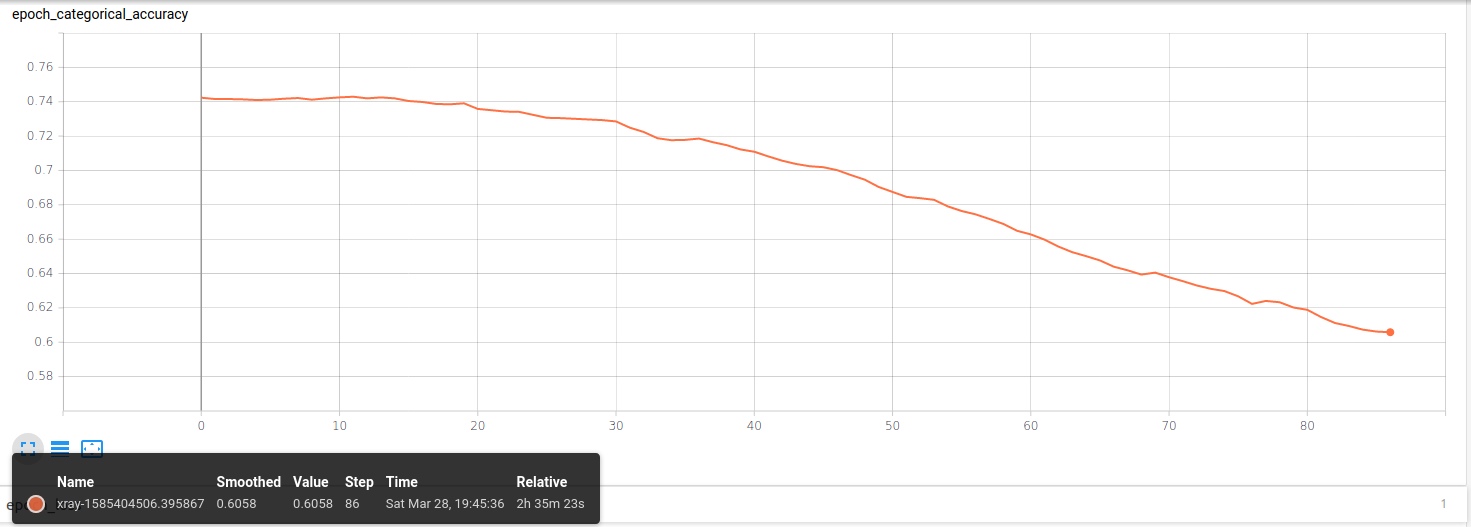 epoch_categorical_accuracy
0.76
0.74
0.72
0.7
0.68
0.66
0.64
0.62
0.6
0.58
0 10 20 30 40 50 60 70 80
Name Smoothed Value Step Time Relative
xray-1585404506.395867 0.6058 0.6058 86 Sat Mar 28, 19:45:36 2h 35m 23s
1